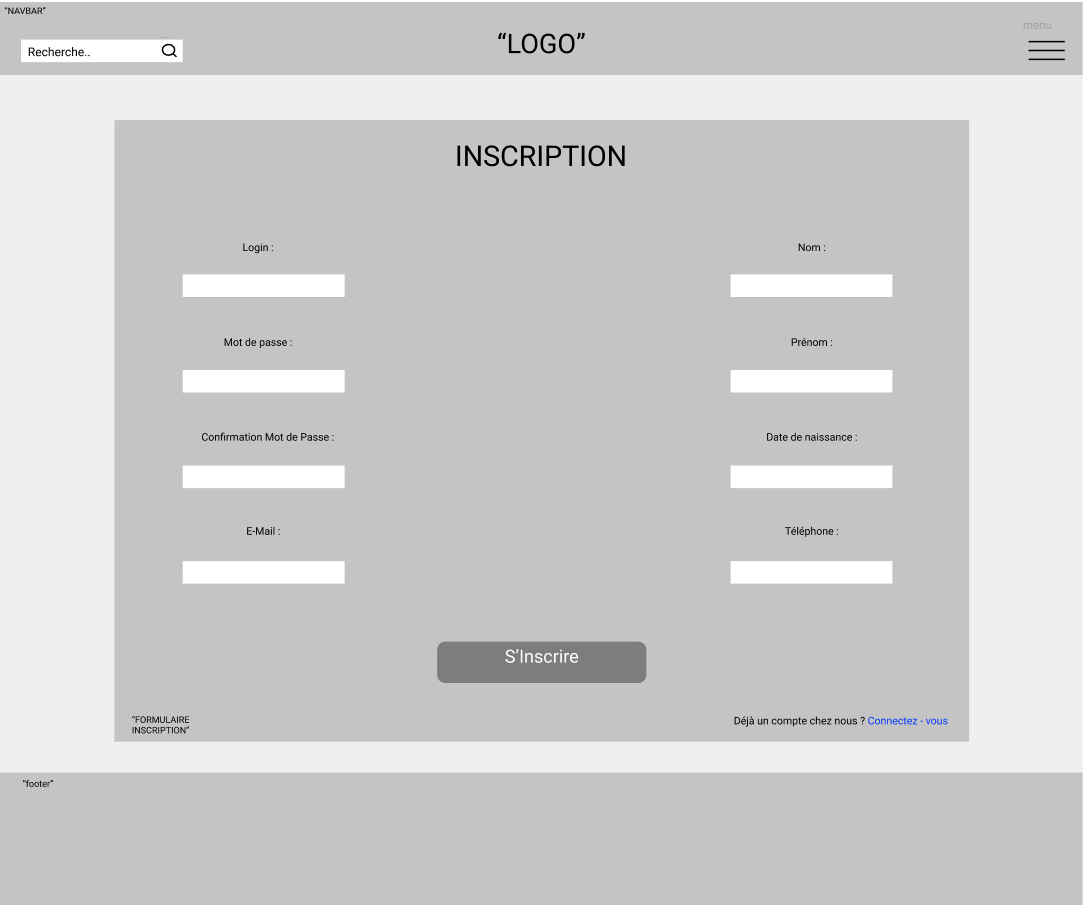 “NAVBAR”
menu
...
Recherche..
“LOGO”
INSCRIPTION
Login :
Nom :
Mot de passe :
Prénom :
Confirmation Mot de Passe :
Date de naissance :
E-Mail :
Téléphone :
S’Inscrire
“FORMULAIRE
INSCRIPTION”
Déjà un compte chez nous ? Connectez - vous
“footer”